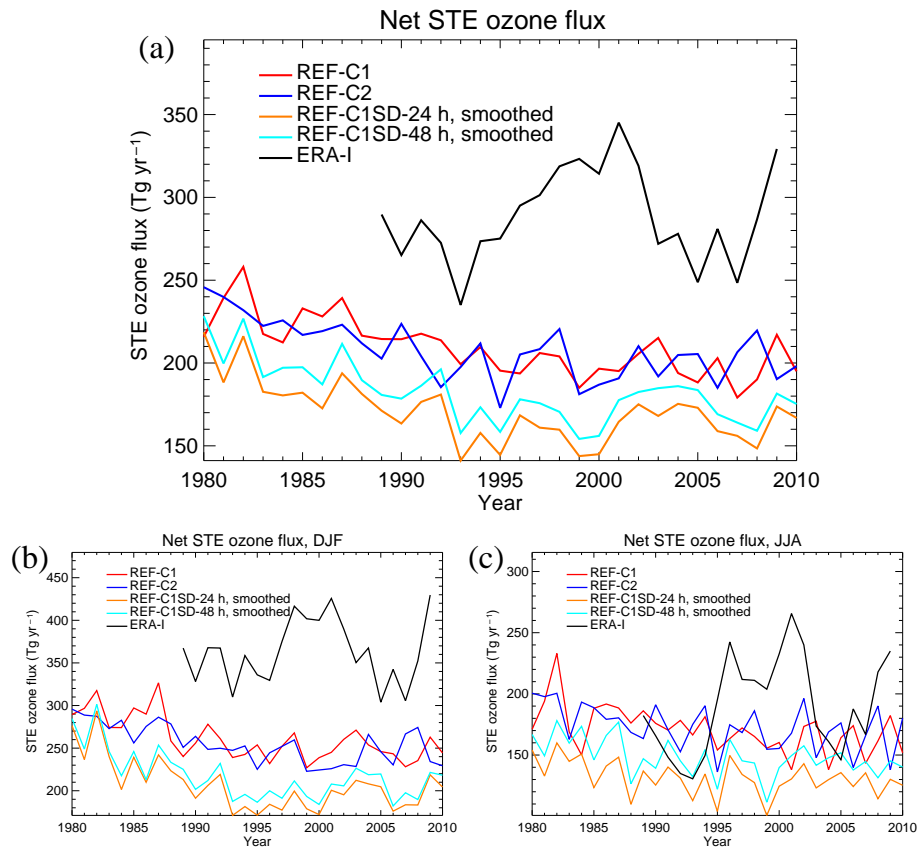 Net STE ozone flux
(a)
REF-C1
REF-C2
REF-C1SD-24 h, smoothed
REF-C1SD-48 h, smoothed
ERA-I
STE ozone flux (Tg yr⁻¹)
350
300
250
200
150
1980 1985 1990 1995 2000 2005 2010
Year
(b)
Net STE ozone flux, DJF
REF-C1
REF-C2
REF-C1SD-24 h, smoothed
REF-C1SD-48 h, smoothed
ERA-I
STE ozone flux (Tg yr⁻¹)
450
400
350
300
250
200
1980 1985 1990 1995 2000 2005 2010
Year
(c)
Net STE ozone flux, JJA
REF-C1
REF-C2
REF-C1SD-24 h, smoothed
REF-C1SD-48 h, smoothed
ERA-I
STE ozone flux (Tg yr⁻¹)
300
250
200
150
1980 1985 1990 1995 2000 2005 2010
Year